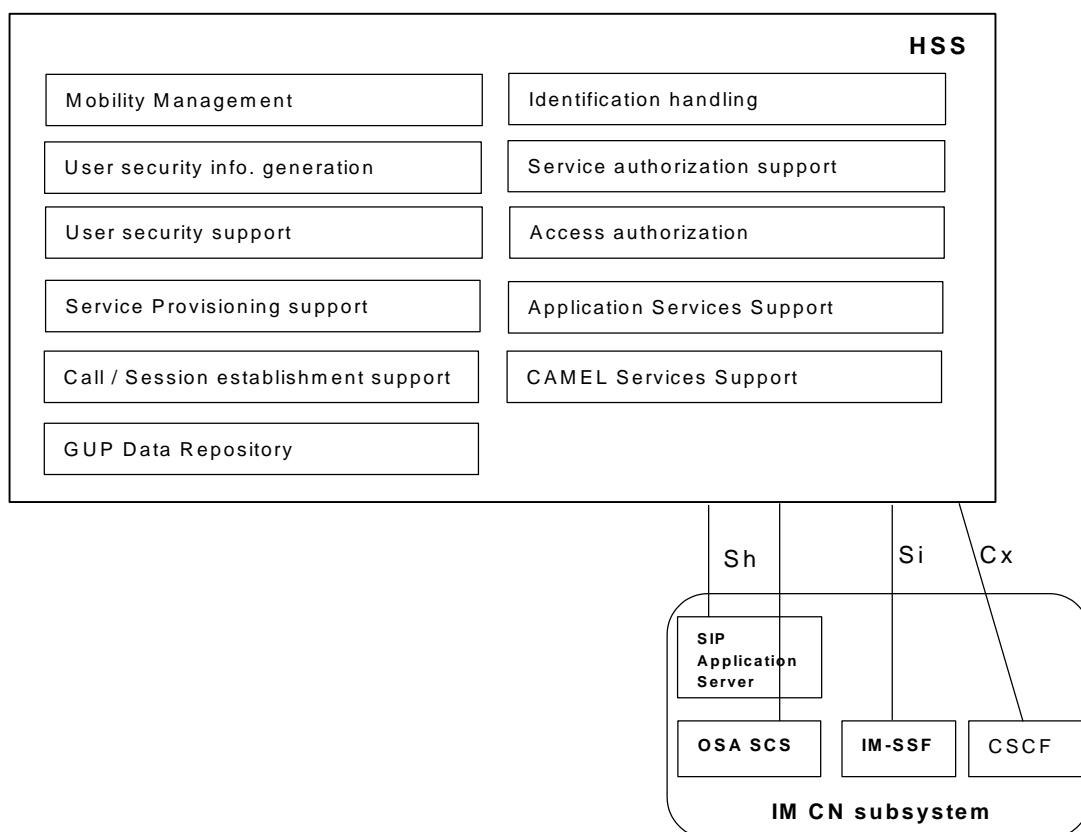 HSS
Mobility Management
Identification handling
User security info. generation
Service authorization support
User security support
Access authorization
Service Provisioning support
Application Services Support
Call / Session establishment support
CAMEL Services Support
GUP Data Repository
Sh
Si
Cx
SIP
Application
Server
OSA SCS
IM-SSF
CSCF
IM CN subsystem